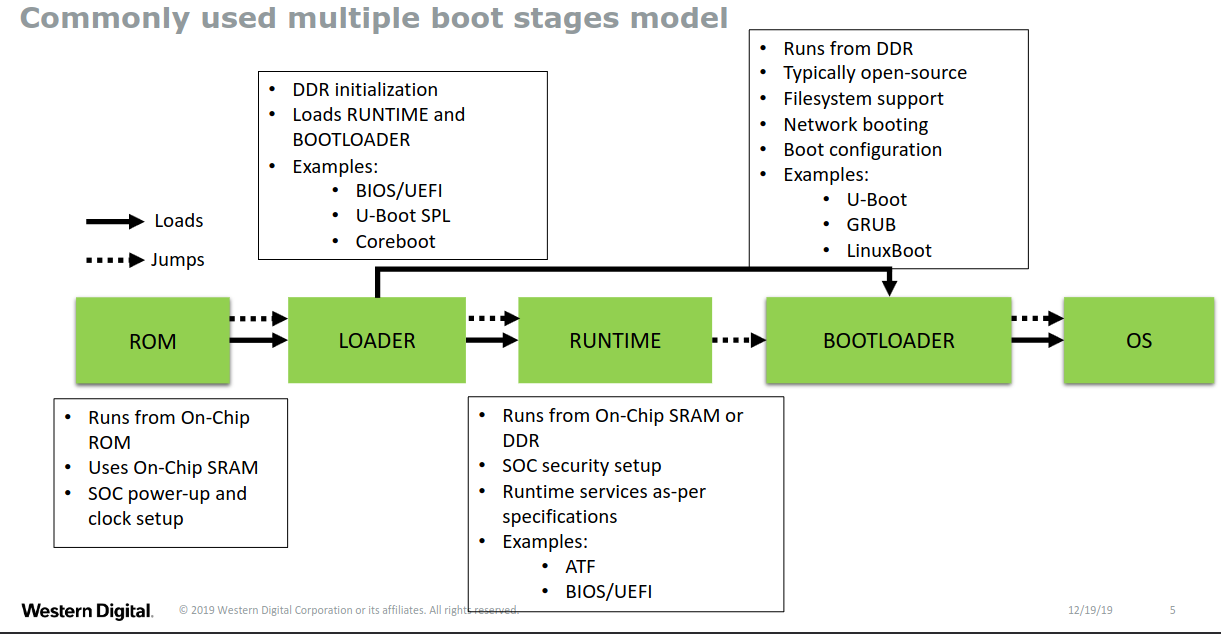 Commonly used multiple boot stages model
• DDR initialization
• Loads RUNTIME and
BOOTLOADER
• Examples:
• BIOS/UEFI
• U-Boot SPL
• Coreboot
• Runs from DDR
• Typically open-source
• Filesystem support
• Network booting
• Boot configuration
• Examples:
• U-Boot
• GRUB
• LinuxBoot
Loads
Jumps
ROM
LOADER
RUNTIME
BOOTLOADER
OS
• Runs from On-Chip
ROM
• Uses On-Chip SRAM
• SOC power-up and
clock setup
• Runs from On-Chip SRAM or
DDR
• SOC security setup
• Runtime services as-per
specifications
• Examples:
• ATF
• BIOS/UEFI
Western Digital.
© 2019 Western Digital Corporation or its affiliates. All rights reserved.
12/19/19
5